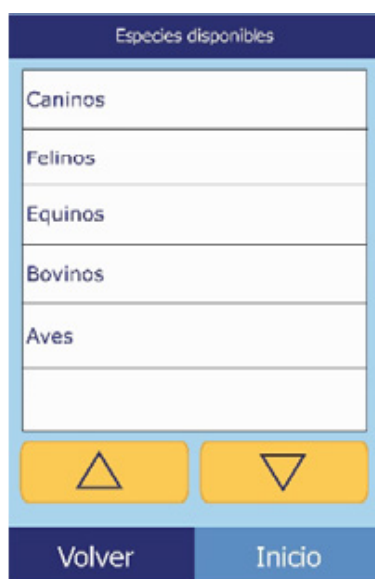 Especies disponibles
Caninos
Felinos
Equinos
Bovinos
Aves
Volver
Inicio